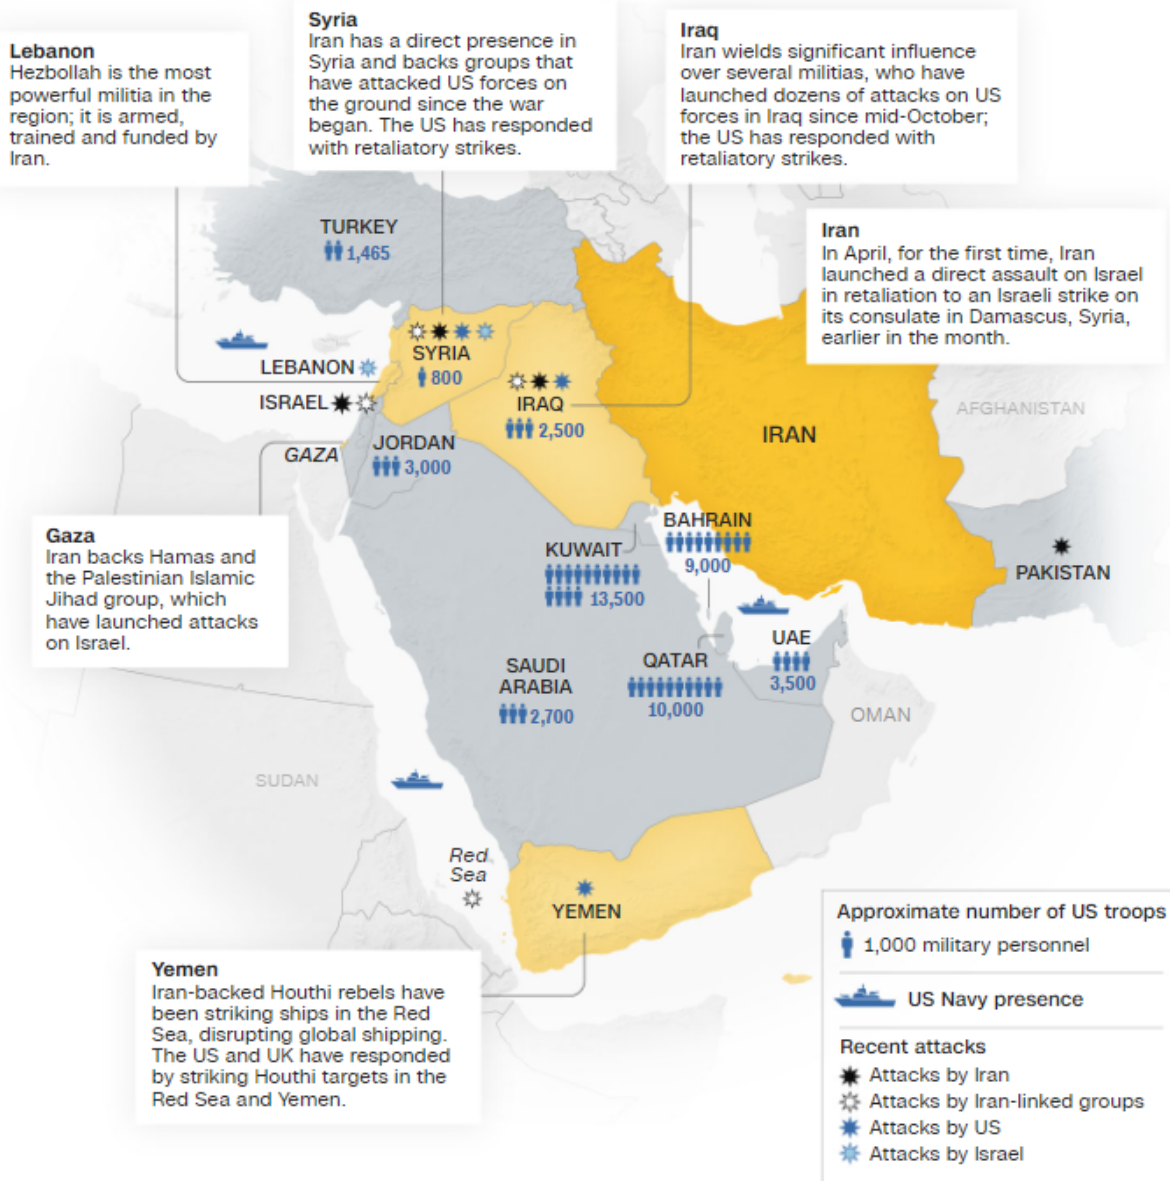 Lebanon
Hezbollah is the most
powerful militia in the
region; it is armed,
trained and funded by
Iran.
Syria
Iran has a direct presence in
Syria and backs groups that
have attacked US forces on
the ground since the war
began. The US has responded
with retaliatory strikes.
Iraq
Iran wields significant influence
over several militias, who have
launched dozens of attacks on US
forces in Iraq since mid-October;
the US has responded with
retaliatory strikes.
Iran
In April, for the first time, Iran
launched a direct assault on Israel
in retaliation to an Israeli strike on
its consulate in Damascus, Syria,
earlier in the month.
TURKEY
1,465
SYRIA
800
LEBANON
ISRAEL
IRAQ
2,500
IRAN
AFGHANISTAN
GAZA
JORDAN
3,000
Gaza
Iran backs Hamas and
the Palestinian Islamic
Jihad group, which
have launched attacks
on Israel.
KUWAIT
13,500
BAHRAIN
9,000
PAKISTAN
SAUDI
ARABIA
2,700
QATAR
10,000
UAE
3,500
OMAN
SUDAN
Red
Sea
YEMEN
Yemen
Iran-backed Houthi rebels have
been striking ships in the Red
Sea, disrupting global shipping.
The US and UK have responded
by striking Houthi targets in the
Red Sea and Yemen.
Approximate number of US troops
1,000 military personnel
US Navy presence
Recent attacks
Attacks by Iran
Attacks by Iran-linked groups
Attacks by US
Attacks by Israel